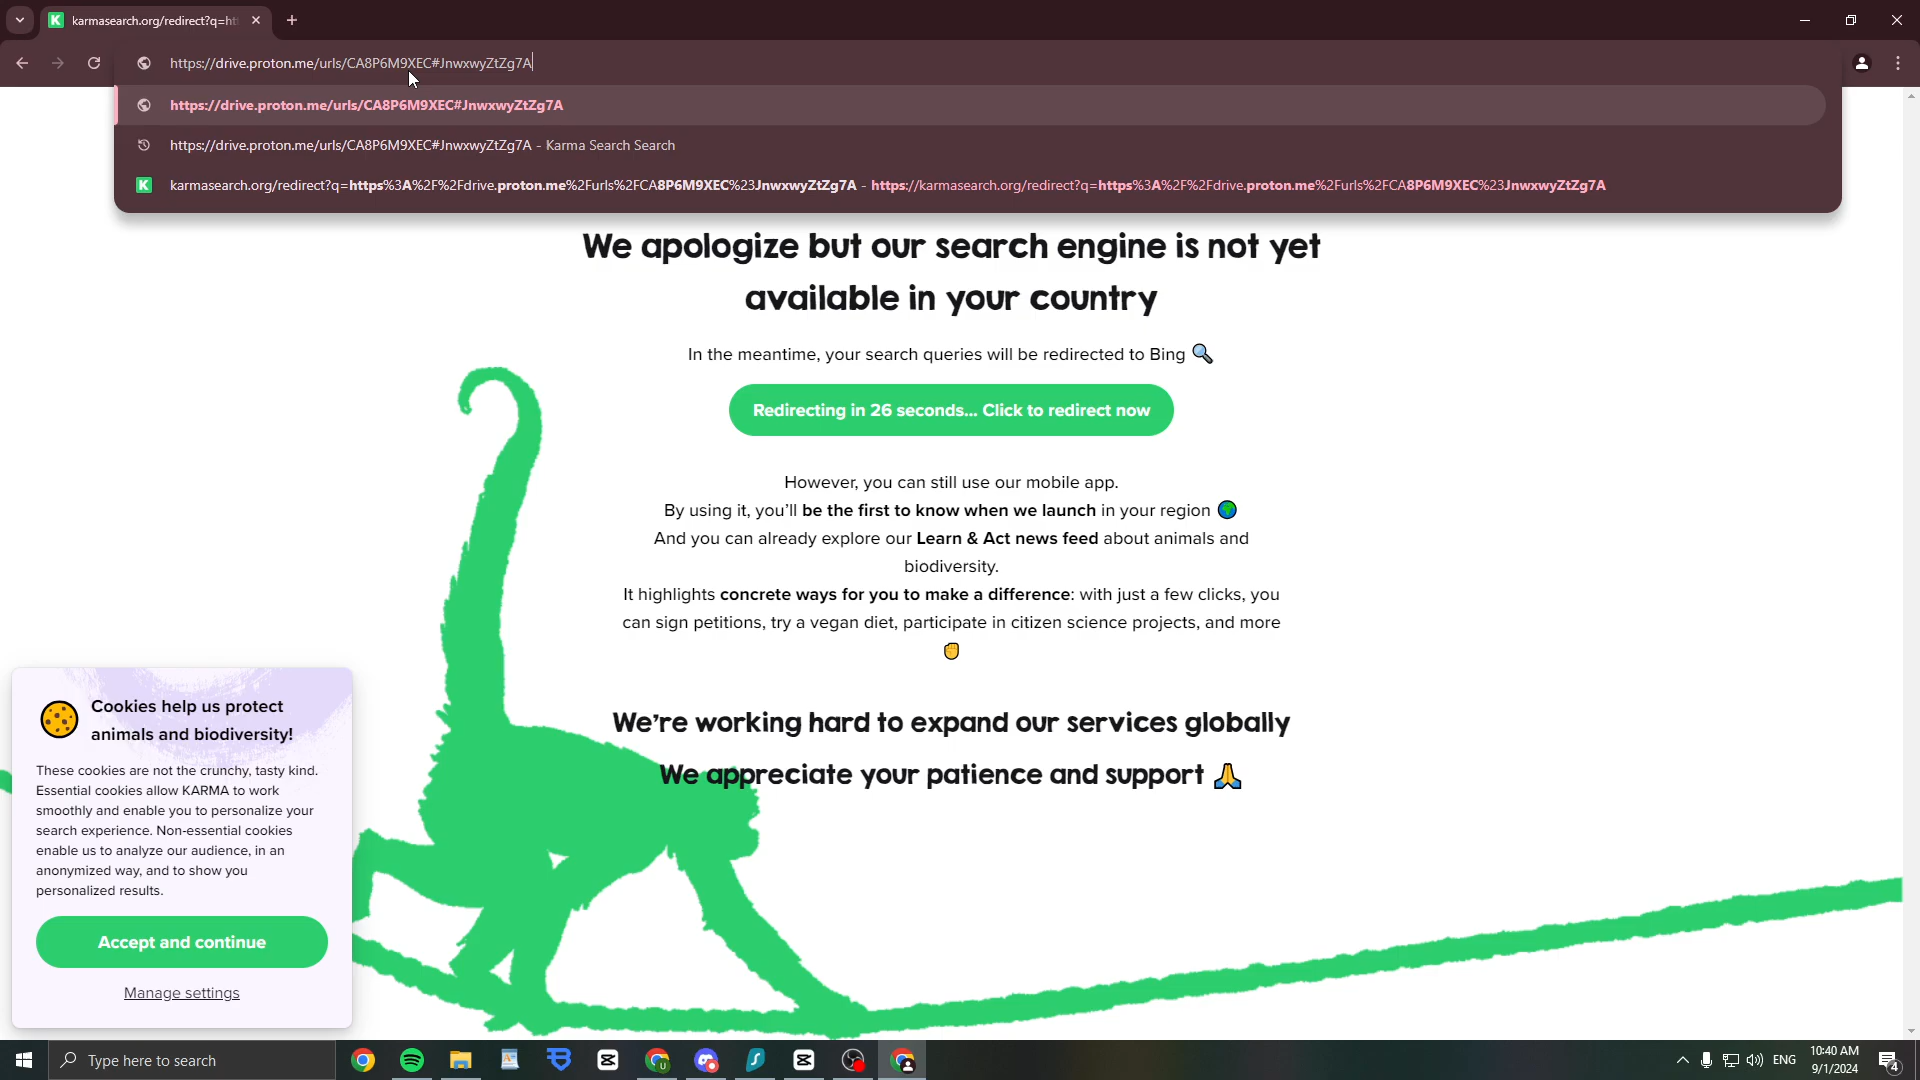 K karmasearch.org/redirect?q=ht
https://drive.proton.me/urls/CA8P6M9XEC#JnwxwyZtZg7A
https://drive.proton.me/urls/CA8P6M9XEC#JnwxwyZtZg7A
https://drive.proton.me/urls/CA8P6M9XEC#JnwxwyZtZg7A - Karma Search Search
K karmasearch.org/redirect?q=https%3A%2F%2Fdrive.proton.me%2Furls%2FCA8P6M9XEC%23JnwxwyZtZg7A - https://karmasearch.org/redirect?q=https%3A%2F%2Fdrive.proton.me%2Furls%2FCA8P6M9XEC%23JnwxwyZtZg7A
We apologize but our search engine is not yet
available in your country
In the meantime, your search queries will be redirected to Bing 🔍
Redirecting in 26 seconds... Click to redirect now
However, you can still use our mobile app.
By using it, you'll be the first to know when we launch in your region 🌍
And you can already explore our Learn & Act news feed about animals and
biodiversity.
It highlights concrete ways for you to make a difference: with just a few clicks, you
can sign petitions, try a vegan diet, participate in citizen science projects, and more
✊
We're working hard to expand our services globally
We appreciate your patience and support 🙏
Cookies help us protect
animals and biodiversity!
These cookies are not the crunchy, tasty kind.
Essential cookies allow KARMA to work
smoothly and enable you to personalize your
search experience. Non-essential cookies
enable us to analyze our audience, in an
anonymized way, and to show you
personalized results.
Accept and continue
Manage settings
Type here to search
ENG
10:40 AM
9/1/2024
4